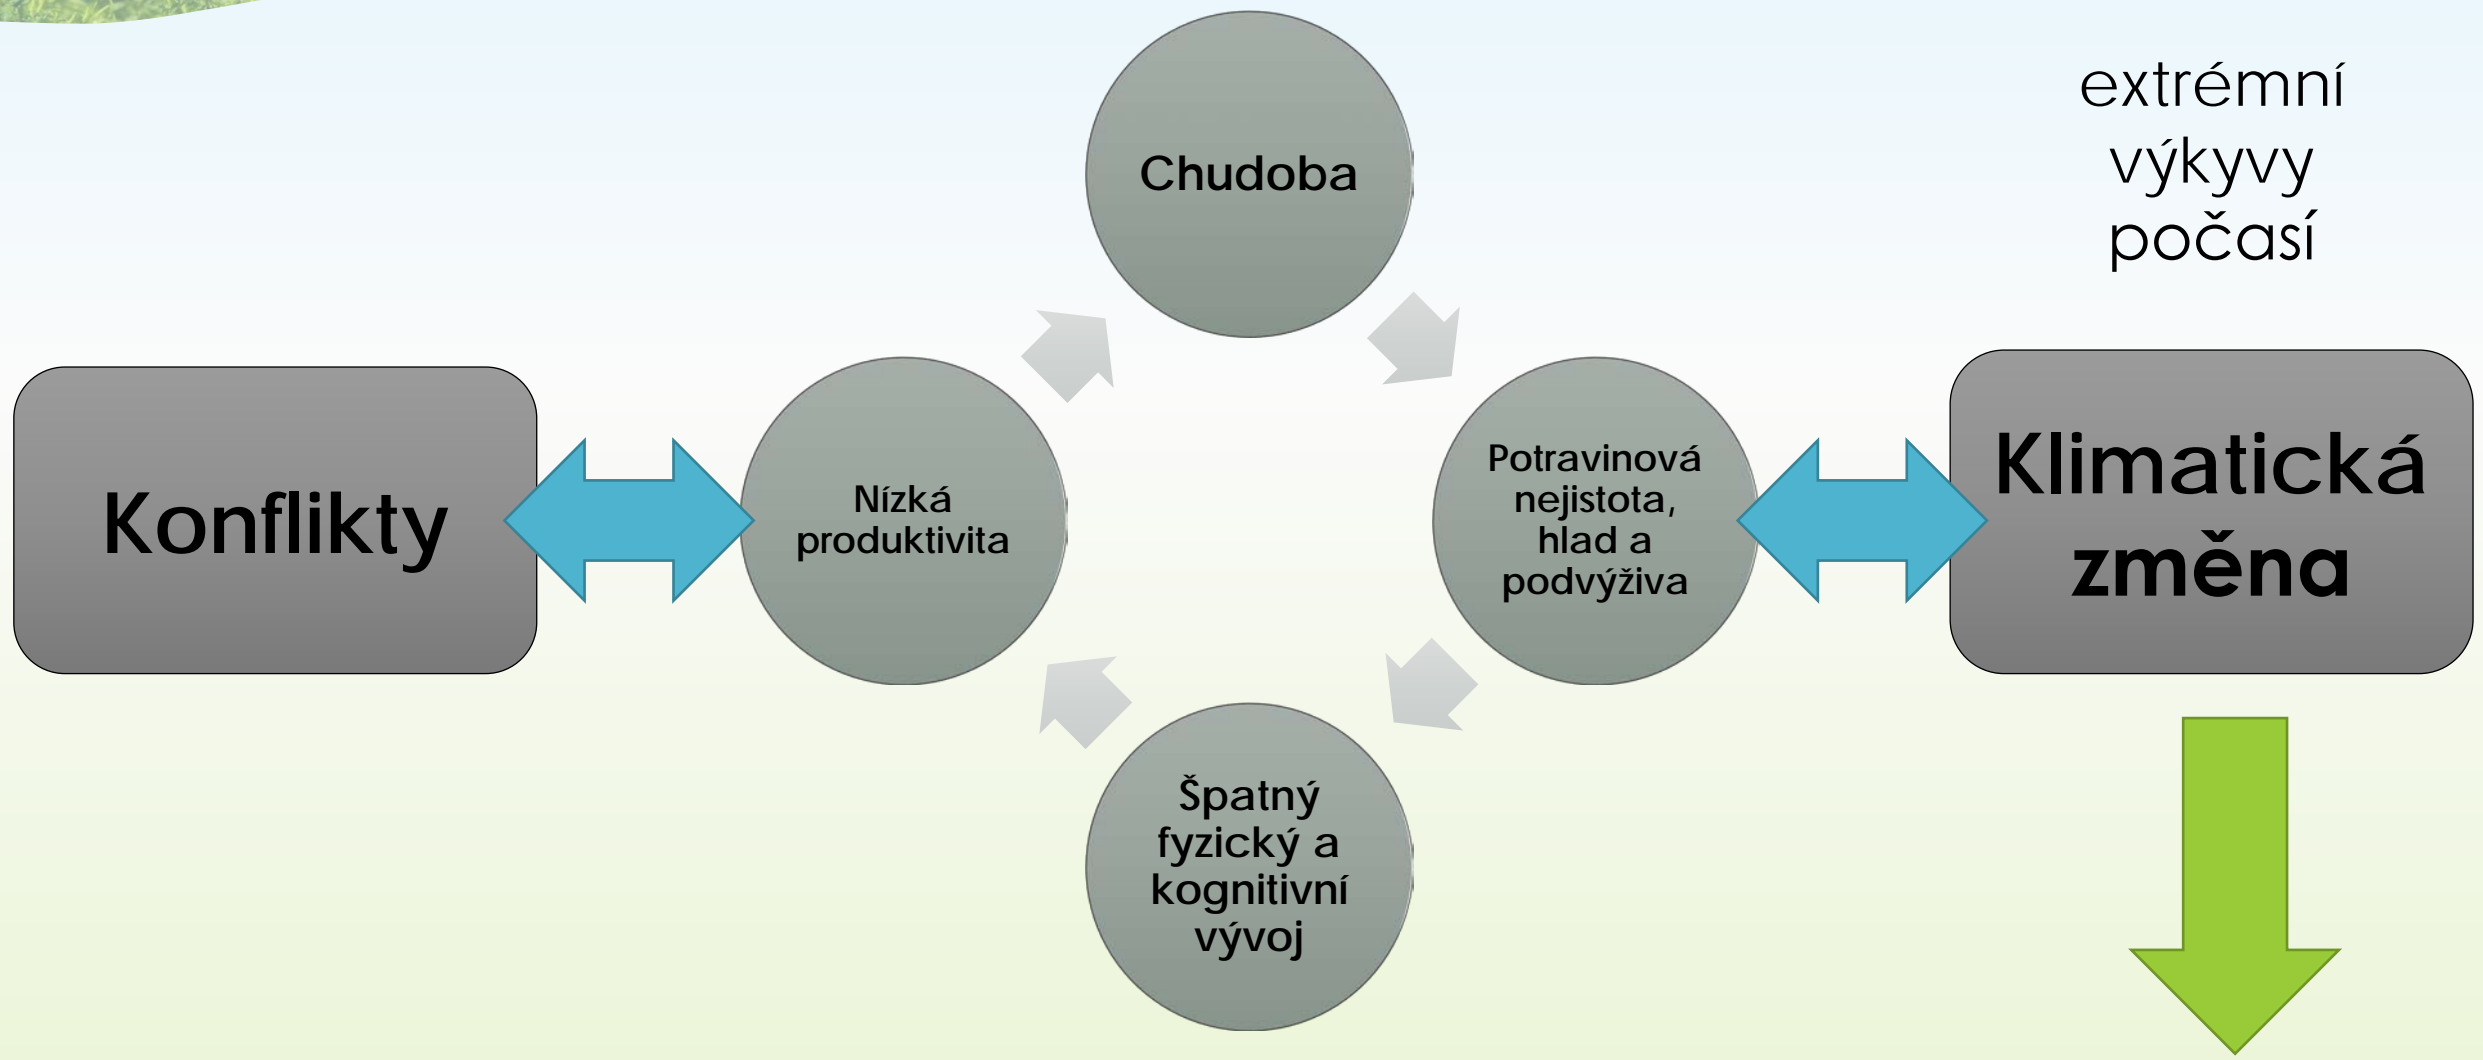 Chudoba
extrémní
výkyvy
počasí
Konflikty
Nízká
produktivita
Potravinová
nejistota,
hlad a
podvýživa
Klimatická
změna
Špatný
fyzický a
kognitivní
vývoj